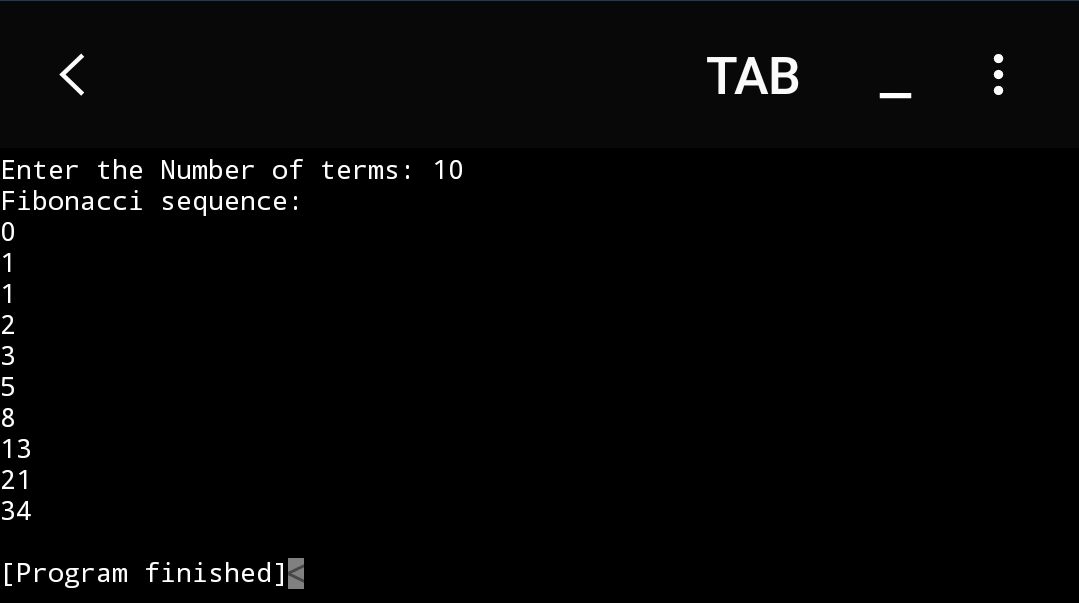 TAB _
Enter the Number of terms: 10
Fibonacci sequence:
0
1
1
2
3
5
8
13
21
34
[Program finished]<